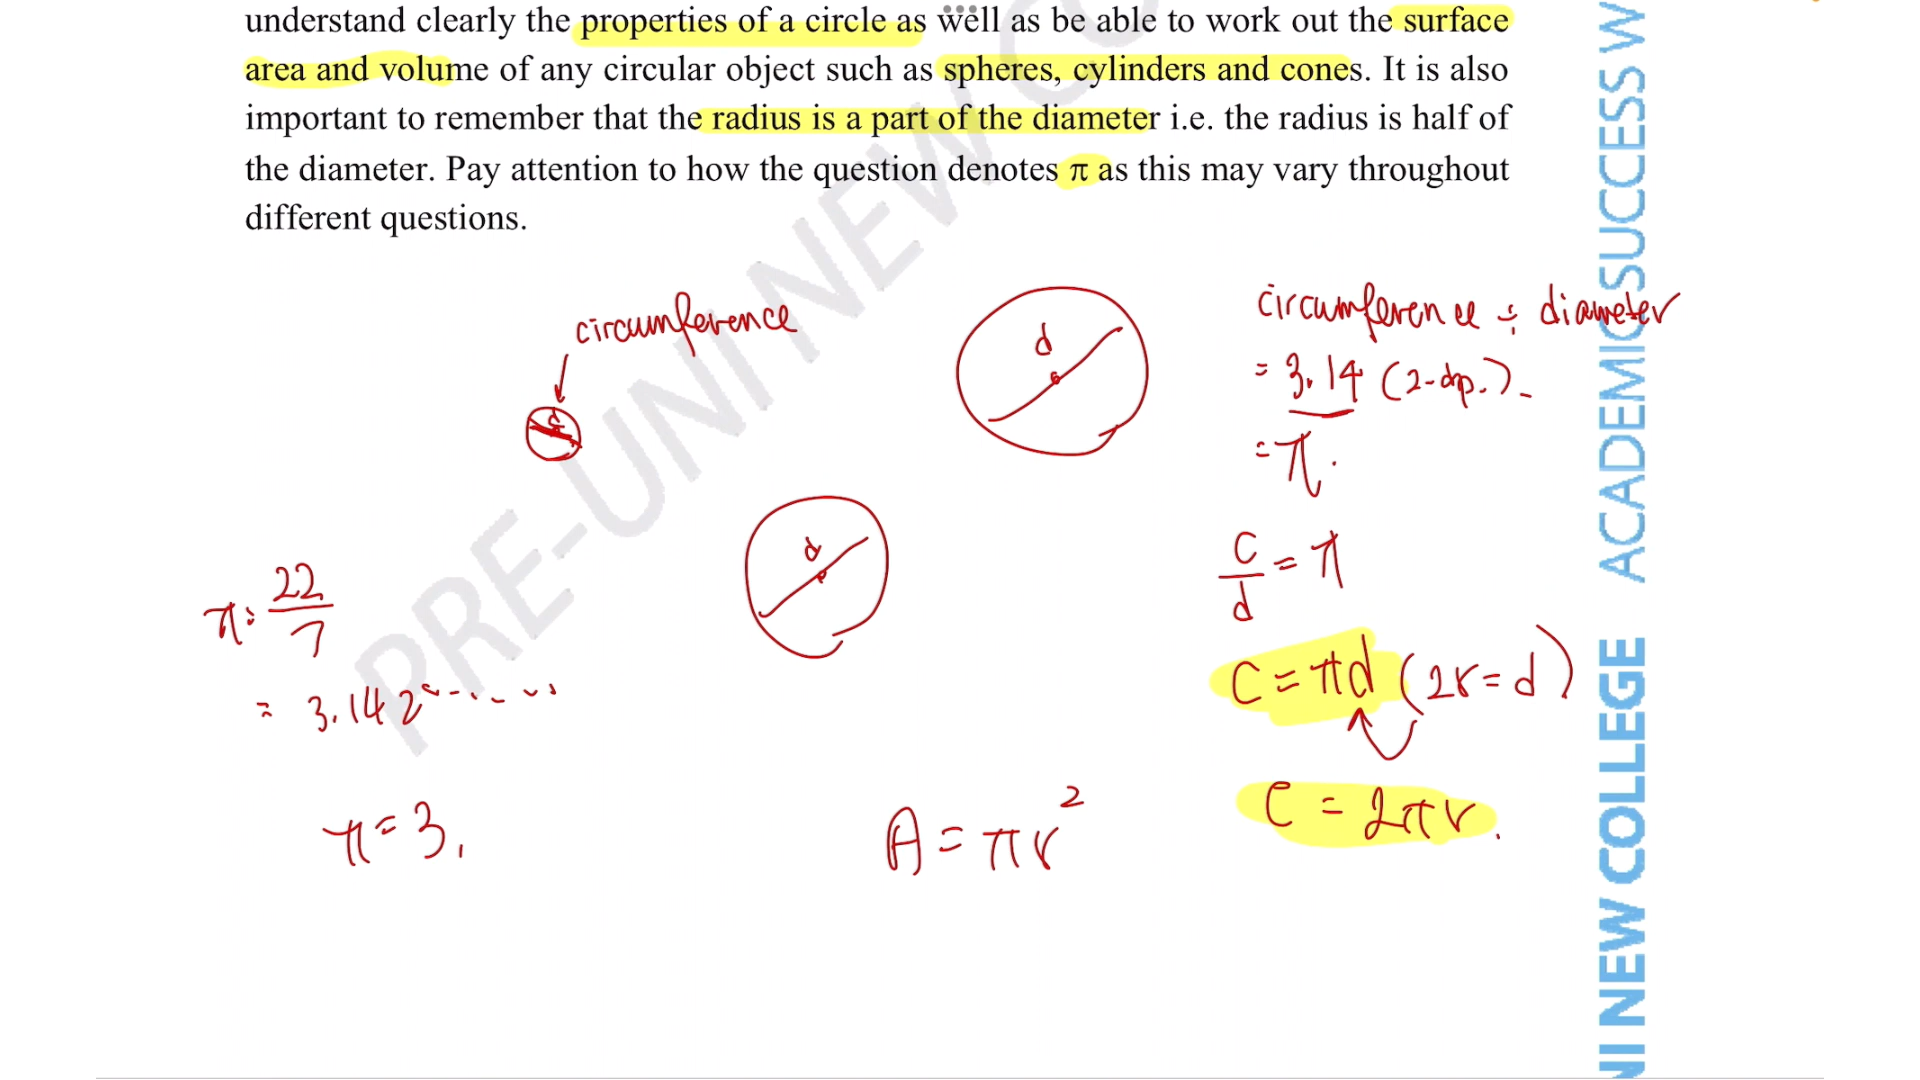 understand clearly the properties of a circle as well as be able to work out the surface
area and volume of any circular object such as spheres, cylinders and cones. It is also
important to remember that the radius is a part of the diameter i.e. the radius is half of
the diameter. Pay attention to how the question denotes π as this may vary throughout
different questions.
circumference
d
d
d
circumference ÷ diameter
= 3.14 (2-dp.)
= π.
C/d = π
C = πd (2r = d)
C = 2πr.
π = 22/7
= 3.142
π = 3.
A = πr²
PRE-UNI NEW CO
NI NEW COLLEGE ACADEMIC SUCCESS W